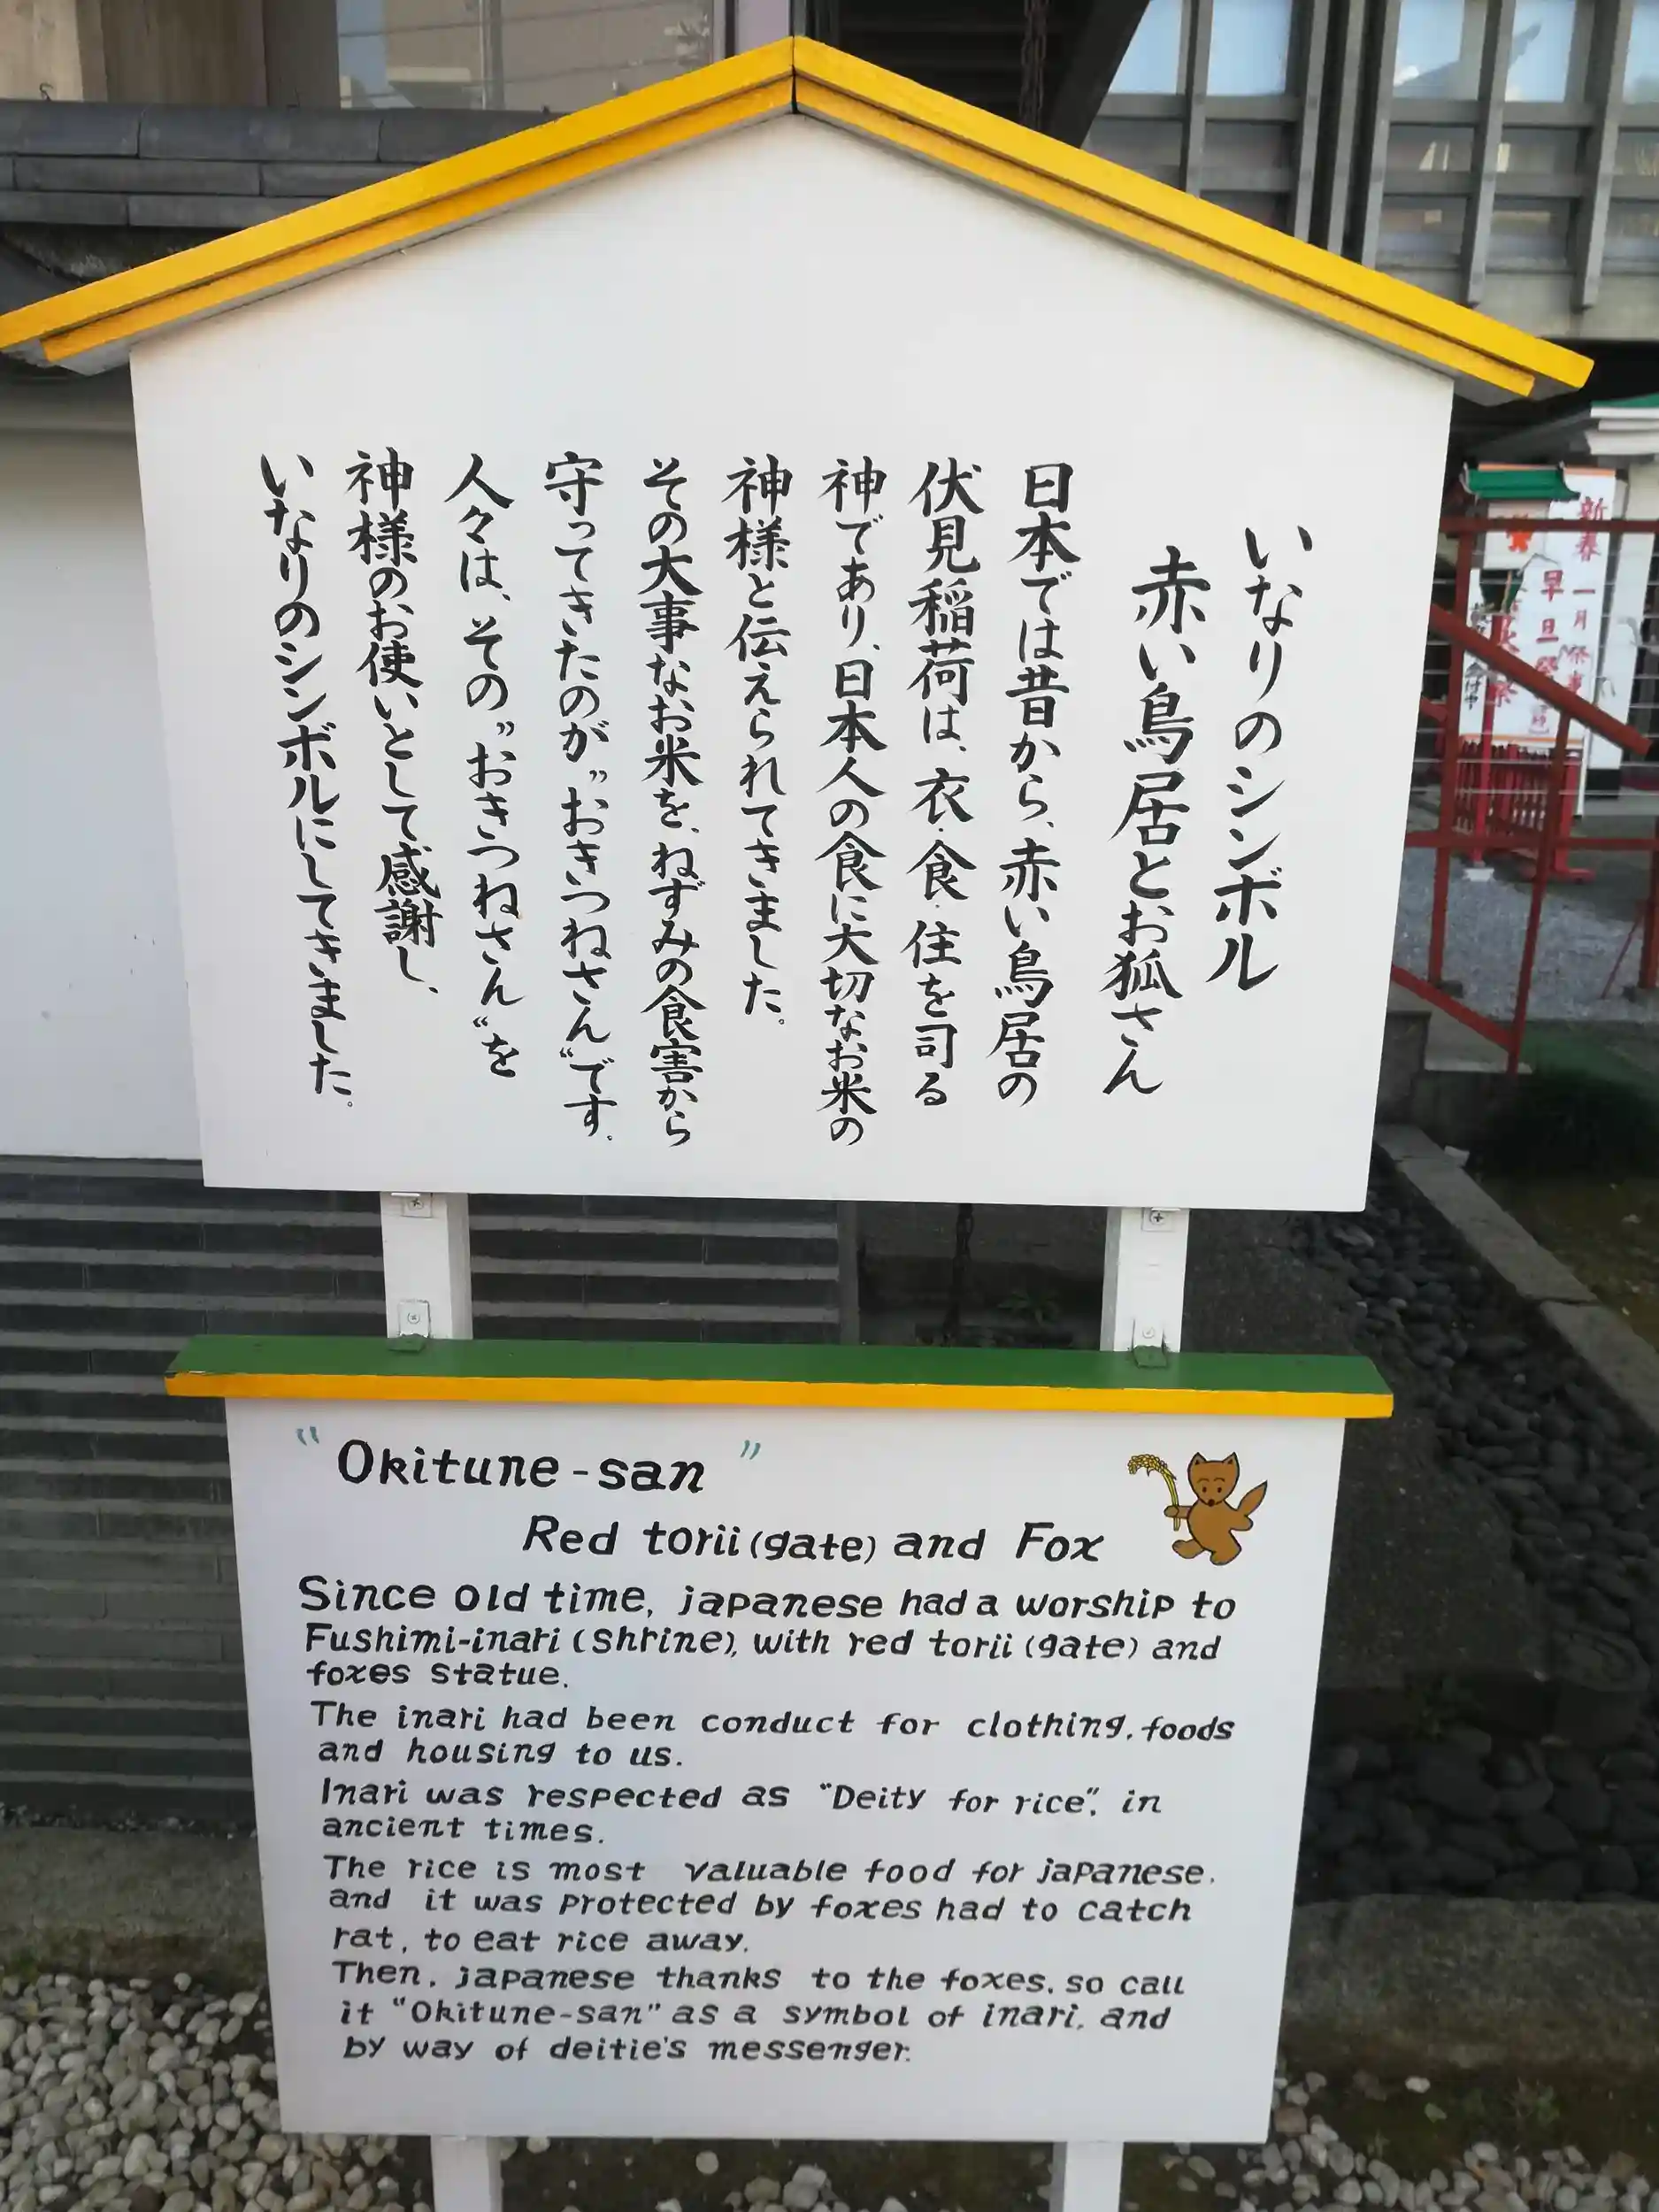 いなりのシンボル
赤い鳥居とお狐さん
日本では昔から、赤い鳥居の
伏見稲荷は、衣・食・住を司る
神であり、日本人の食に大切なお米の
神様と伝えられてきました。
その大事なお米を、ねずみの食害から
守ってきたのが〝おきつねさん〟です。
人々は、その〝おきつねさん〟を
神様のお使いとして感謝し、
いなりのシンボルにしてきました。
新春
一月
早旦祭
"Okitune-san"
Red torii (gate) and Fox
Since old time, japanese had a worship to
Fushimi-inari (shrine), with red torii (gate) and
foxes statue.
The inari had been conduct for clothing, foods
and housing to us.
Inari was respected as "Deity for rice", in
ancient times.
The rice is most valuable food for japanese,
and it was protected by foxes had to catch
rat, to eat rice away.
Then, japanese thanks to the foxes, so call
it "Okitune-san" as a symbol of inari, and
by way of deitie's messenger.